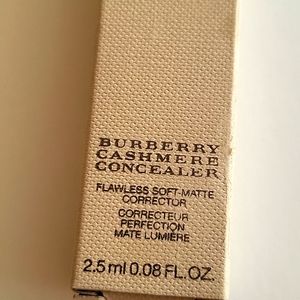 BURBERRY
CASHMERE
CONCEALER
FLAWLESS SOFT-MATTE
CORRECTOR
CORRECTEUR
PERFECTION
MATE LUMIÈRE
2.5 ml 0.08 FL.OZ